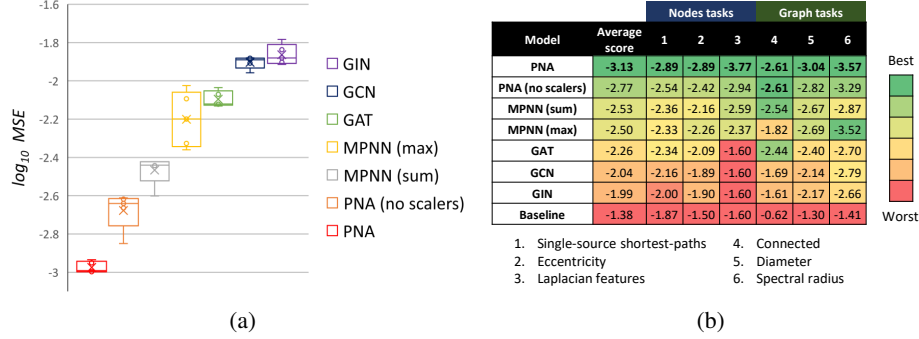 -1.6
-1.8
-2
-2.2
-2.4
-2.6
-2.8
-3
log10 MSE
GIN
GCN
GAT
MPNN (max)
MPNN (sum)
PNA (no scalers)
PNA
(a)
Nodes tasks Graph tasks
Model Average score 1 2 3 4 5 6
PNA -3.13 -2.89 -2.89 -3.77 -2.61 -3.04 -3.57
PNA (no scalers) -2.77 -2.54 -2.42 -2.94 -2.61 -2.82 -3.29
MPNN (sum) -2.53 -2.36 -2.16 -2.59 -2.54 -2.67 -2.87
MPNN (max) -2.50 -2.33 -2.26 -2.37 -1.82 -2.69 -3.52
GAT -2.26 -2.34 -2.09 -1.60 -2.44 -2.40 -2.70
GCN -2.04 -2.16 -1.89 -1.60 -1.69 -2.14 -2.79
GIN -1.99 -2.00 -1.90 -1.60 -1.61 -2.17 -2.66
Baseline -1.38 -1.87 -1.50 -1.60 -0.62 -1.30 -1.41
Best
Worst
1. Single-source shortest-paths
2. Eccentricity
3. Laplacian features
4. Connected
5. Diameter
6. Spectral radius
(b)